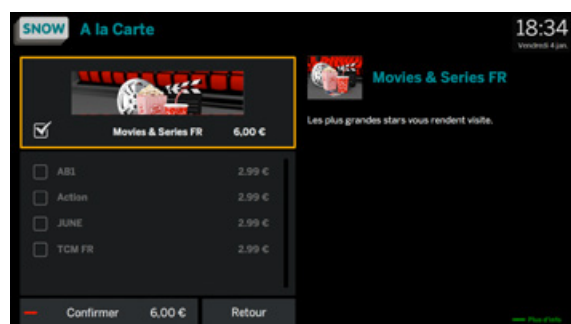 SNOW A la Carte
18:34
Vendredi 4 jan.
Movies & Series FR 6,00 €
AB1 2.99 €
Action 2.99 €
JUNE 2.99 €
TCM FR 2.99 €
Confirmer 6,00 € Retour
Movies & Series FR
Les plus grandes stars vous rendent visite.
Plus d'info